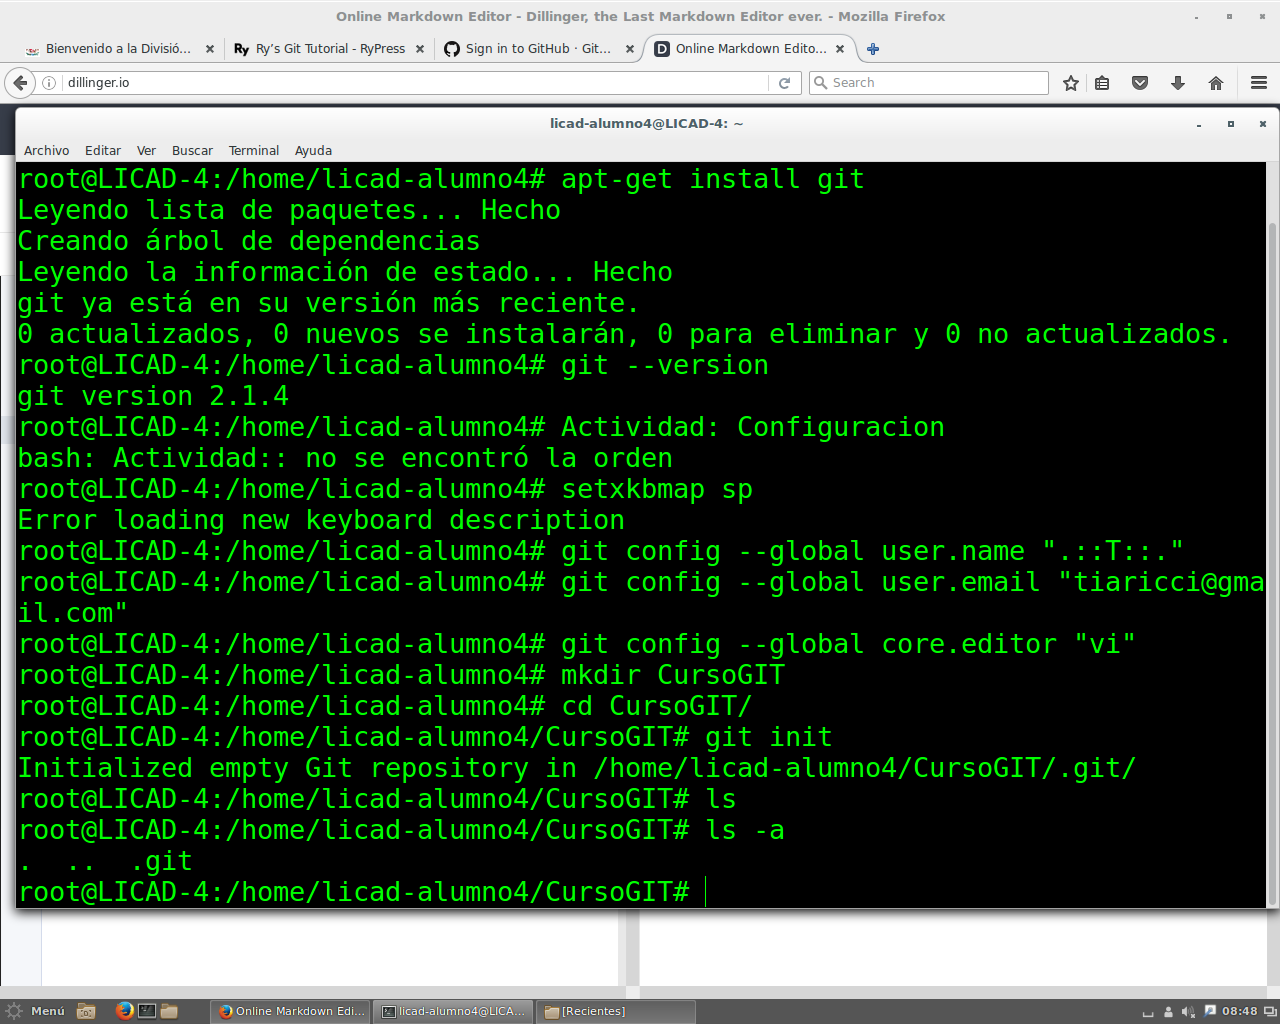 Online Markdown Editor - Dillinger, the Last Markdown Editor ever. - Mozilla Firefox
Bienvenido a la Divisió...
Ry Ry's Git Tutorial - RyPress
Sign in to GitHub · Git...
D Online Markdown Edito...
dillinger.io
Search
licad-alumno4@LICAD-4: ~
Archivo Editar Ver Buscar Terminal Ayuda
root@LICAD-4:/home/licad-alumno4# apt-get install git
Leyendo lista de paquetes... Hecho
Creando árbol de dependencias
Leyendo la información de estado... Hecho
git ya está en su versión más reciente.
0 actualizados, 0 nuevos se instalarán, 0 para eliminar y 0 no actualizados.
root@LICAD-4:/home/licad-alumno4# git --version
git version 2.1.4
root@LICAD-4:/home/licad-alumno4# Actividad: Configuracion
bash: Actividad:: no se encontró la orden
root@LICAD-4:/home/licad-alumno4# setxkbmap sp
Error loading new keyboard description
root@LICAD-4:/home/licad-alumno4# git config --global user.name ".::T::."
root@LICAD-4:/home/licad-alumno4# git config --global user.email "tiaricci@gma
il.com"
root@LICAD-4:/home/licad-alumno4# git config --global core.editor "vi"
root@LICAD-4:/home/licad-alumno4# mkdir CursoGIT
root@LICAD-4:/home/licad-alumno4# cd CursoGIT/
root@LICAD-4:/home/licad-alumno4/CursoGIT# git init
Initialized empty Git repository in /home/licad-alumno4/CursoGIT/.git/
root@LICAD-4:/home/licad-alumno4/CursoGIT# ls
root@LICAD-4:/home/licad-alumno4/CursoGIT# ls -a
.  ..  .git
root@LICAD-4:/home/licad-alumno4/CursoGIT#
Menú
Online Markdown Edi...
licad-alumno4@LICA...
[Recientes]
08:48